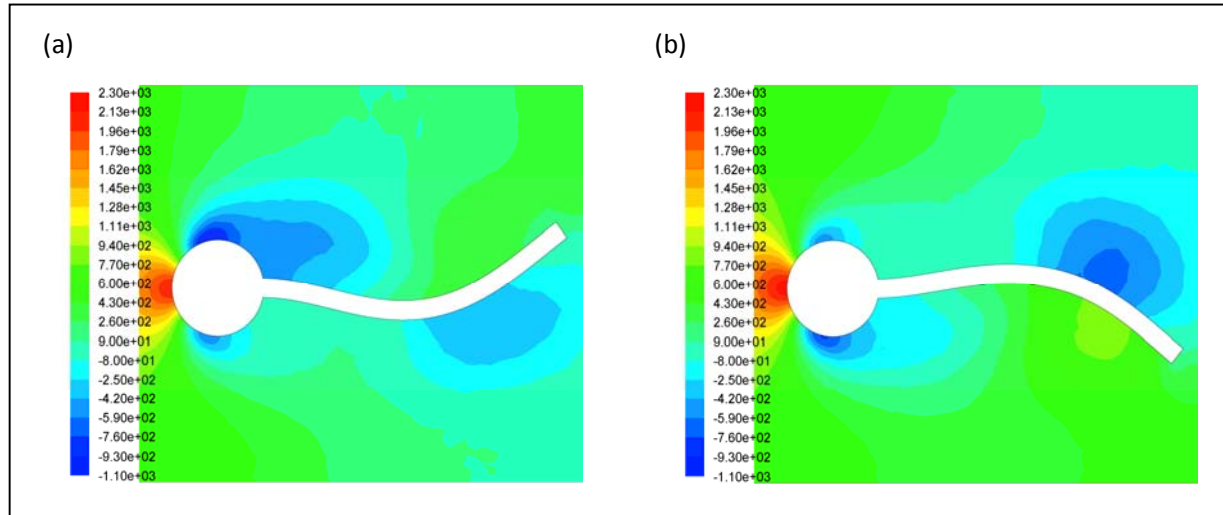 (a)
2.30e+03
2.13e+03
1.96e+03
1.79e+03
1.62e+03
1.45e+03
1.28e+03
1.11e+03
9.40e+02
7.70e+02
6.00e+02
4.30e+02
2.60e+02
9.00e+01
-8.00e+01
-2.50e+02
-4.20e+02
-5.90e+02
-7.60e+02
-9.30e+02
-1.10e+03
(b)
2.30e+03
2.13e+03
1.96e+03
1.79e+03
1.62e+03
1.45e+03
1.28e+03
1.11e+03
9.40e+02
7.70e+02
6.00e+02
4.30e+02
2.60e+02
9.00e+01
-8.00e+01
-2.50e+02
-4.20e+02
-5.90e+02
-7.60e+02
-9.30e+02
-1.10e+03